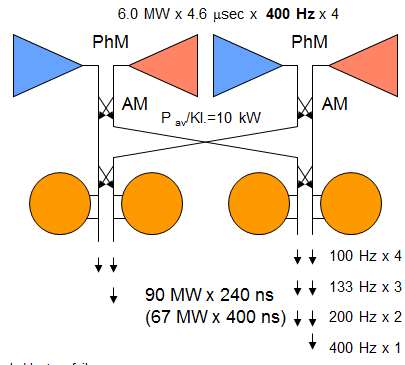 6.0 MW x 4.6 μsec x 400 Hz x 4
PhM
PhM
AM
AM
P av/Kl.=10 kW
100 Hz x 4
90 MW x 240 ns
133 Hz x 3
(67 MW x 400 ns)
200 Hz x 2
400 Hz x 1